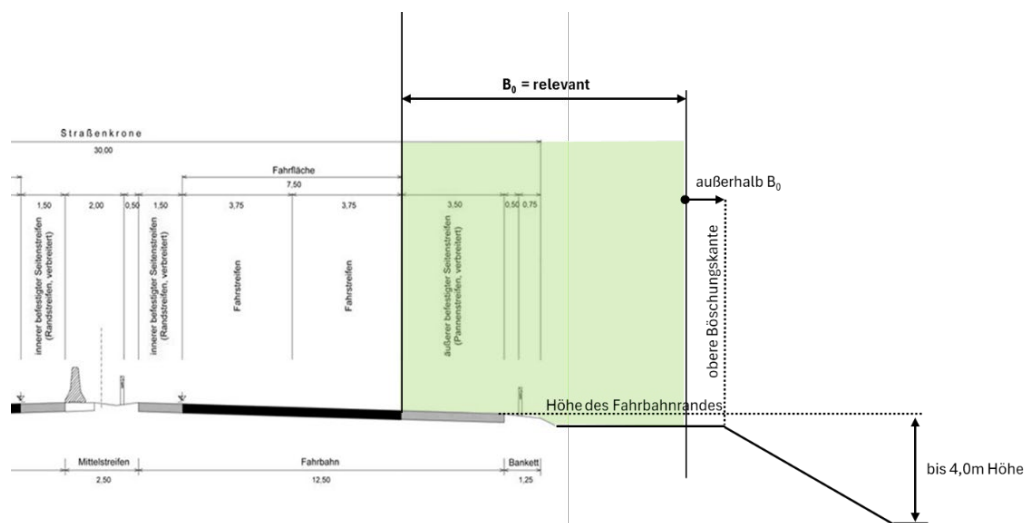 B₀ = relevant
Straßenkrone
30,00
Fahrfläche
7,50
außerhalb B₀
1,50
2,00
0,50
1,50
3,75
3,75
3,50
0,50
0,75
innerer befestigter Seitenstreifen
(Randstreifen, verbreitert)
innerer befestigter Seitenstreifen
(Randstreifen, verbreitert)
Fahrstreifen
Fahrstreifen
äußerer befestigter Seitenstreifen
(Pannenstreifen, verbreitert)
obere Böschungskante
Höhe des Fahrbahnrandes
Mittelstreifen
Fahrbahn
Bankett
2,50
12,50
1,25
bis 4,0m Höhe